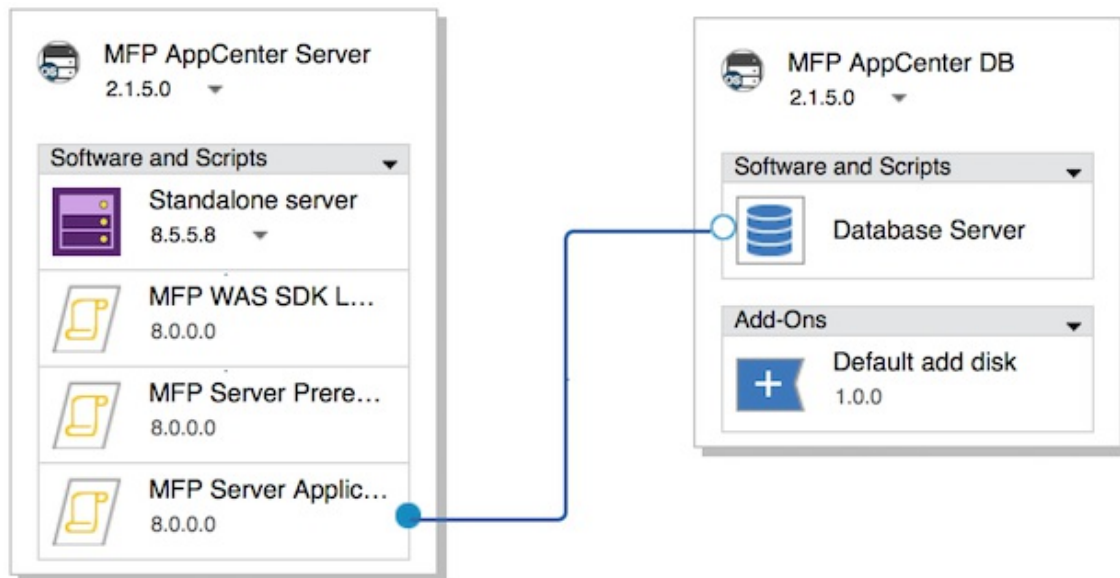 MFP AppCenter Server
2.1.5.0
Software and Scripts
Standalone server
8.5.5.8
MFP WAS SDK L...
8.0.0.0
MFP Server Prere...
8.0.0.0
MFP Server Applic...
8.0.0.0
MFP AppCenter DB
2.1.5.0
Software and Scripts
Database Server
Add-Ons
Default add disk
1.0.0